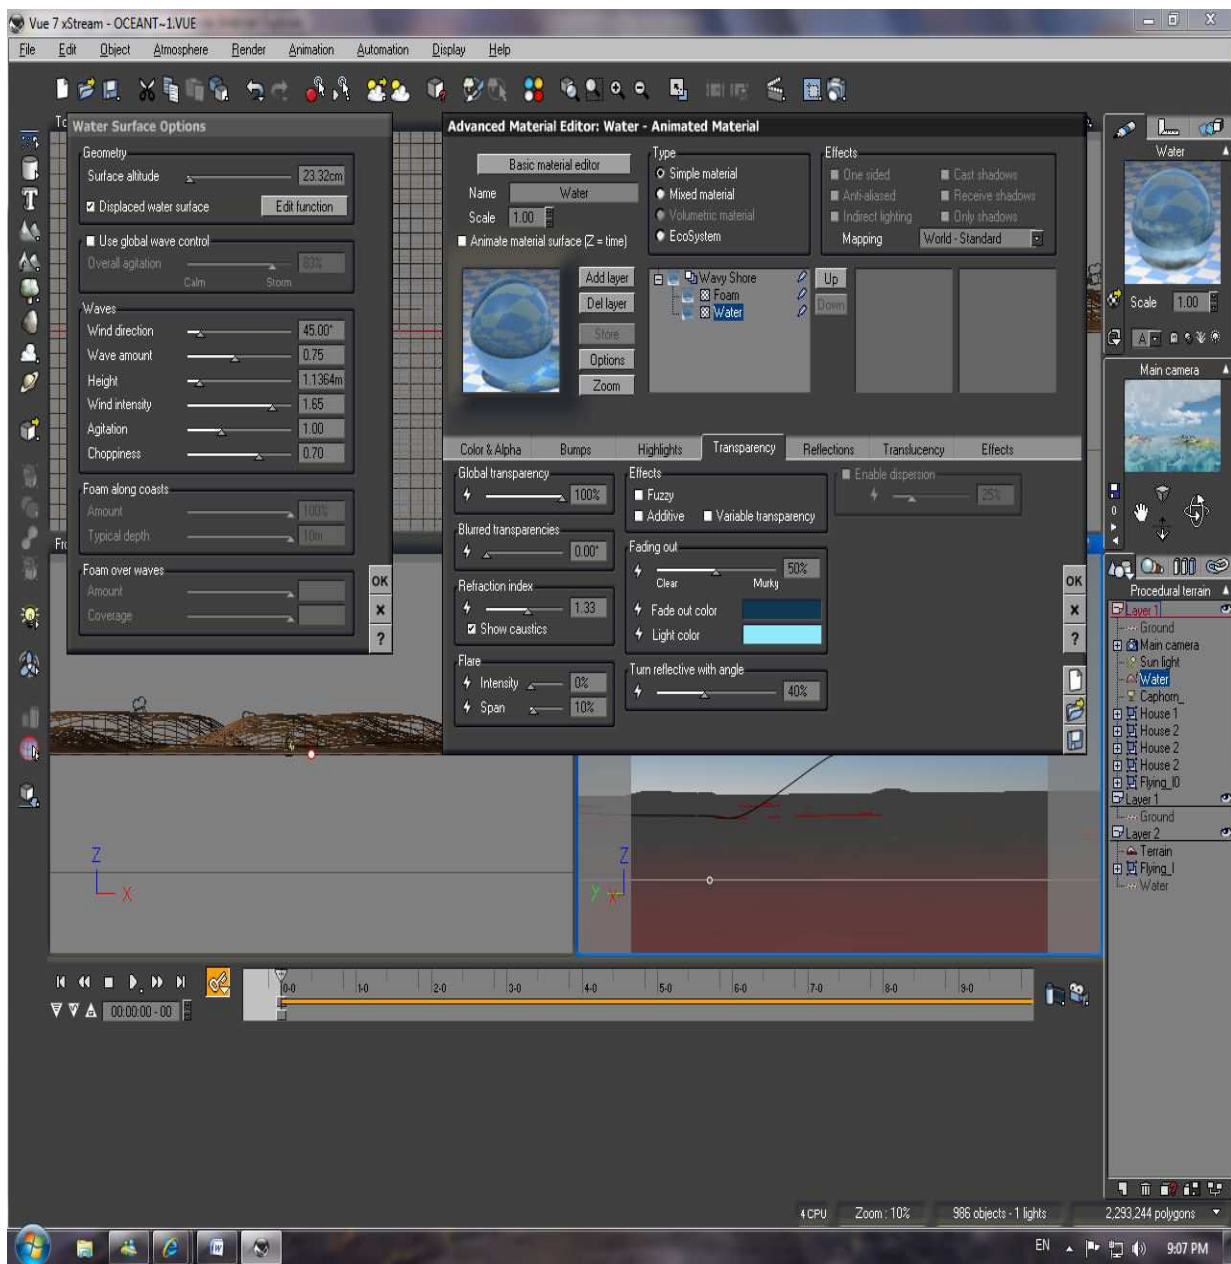 Vue 7 xStream - OCEANT~1.VUE
File Edit Object Atmosphere Render Animation Automation Display Help
Water Surface Options
Geometry
Surface altitude 23.32cm
Displaced water surface Edit function
Use global wave control
Overall agitation 83%
Calm Storm
Waves
Wind direction 45.00°
Wave amount 0.75
Height 1.1364m
Wind intensity 1.65
Agitation 1.00
Choppiness 0.70
Foam along coasts
Amount 100%
Typical depth 10m
Foam over waves
Amount
Coverage
OK
?
Advanced Material Editor: Water - Animated Material
Basic material editor
Name Water
Scale 1.00
Animate material surface (Z = time)
Type
Simple material
Mixed material
Volumetric material
EcoSystem
Effects
One sided Cast shadows
Anti-aliased Receive shadows
Indirect lighting Only shadows
Mapping World - Standard
Add layer
Del layer
Store
Options
Zoom
Wavy Shore
Foam
Water
Up
Down
Color & Alpha Bumps Highlights Transparency Reflections Translucency Effects
Global transparency
100%
Blurred transparencies
0.00°
Refraction index
1.33
Show caustics
Flare
Intensity 0%
Span 10%
Effects
Fuzzy
Additive Variable transparency
Fading out
50%
Clear Murky
Fade out color
Light color
Turn reflective with angle
40%
Enable dispersion
25%
OK
?
Water
Scale 1.00
A
Main camera
0
Procedural terrain
Layer 1
Ground
Main camera
Sun light
Water
Caphorn_
House 1
House 2
House 2
House 2
Flying_l0
Layer 1
Ground
Layer 2
Terrain
Flying_l
Water
Z
X
Z
Y
X
00:00:00 - 00
0-0 1-0 2-0 3-0 4-0 5-0 6-0 7-0 8-0 9-0
4 CPU Zoom : 10% 986 objects - 1 lights 2,293,244 polygons
EN 9:07 PM